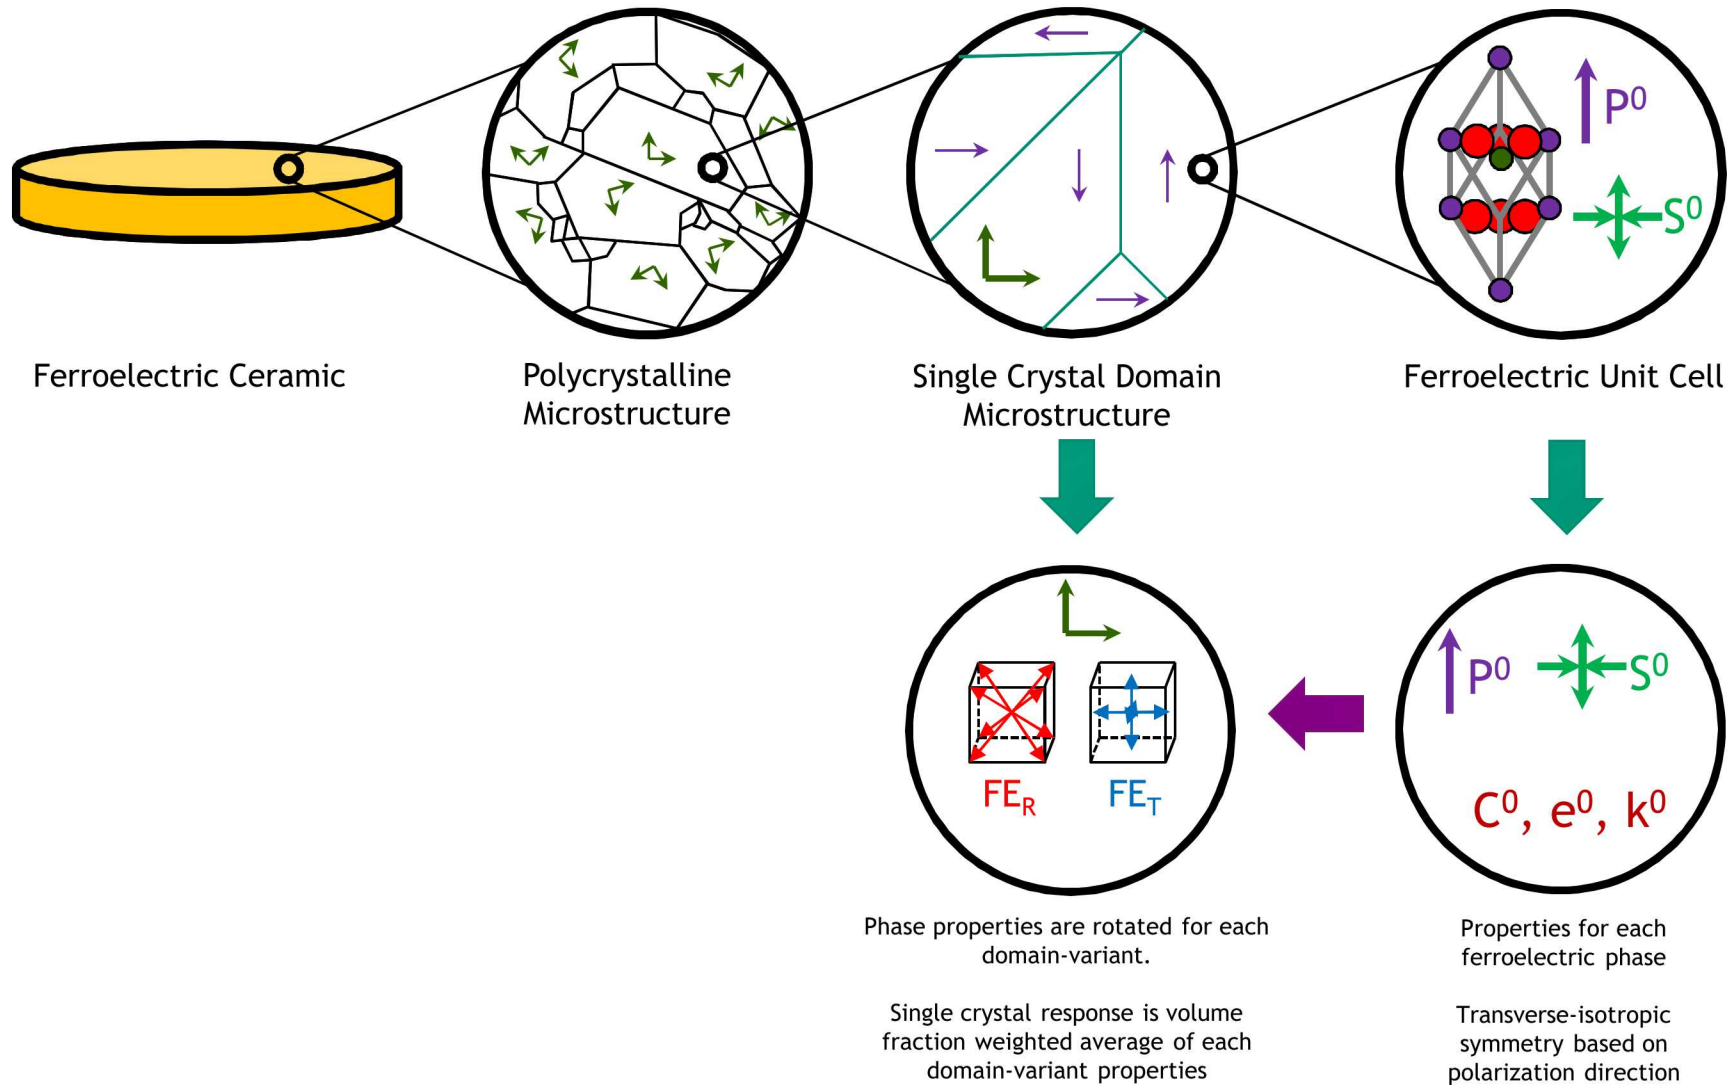 P⁰
S⁰
Ferroelectric Ceramic
Polycrystalline
Microstructure
Single Crystal Domain
Microstructure
Ferroelectric Unit Cell
FE_R
FE_T
P⁰
S⁰
C⁰, e⁰, k⁰
Phase properties are rotated for each
domain-variant.
Single crystal response is volume
fraction weighted average of each
domain-variant properties
Properties for each
ferroelectric phase
Transverse-isotropic
symmetry based on
polarization direction